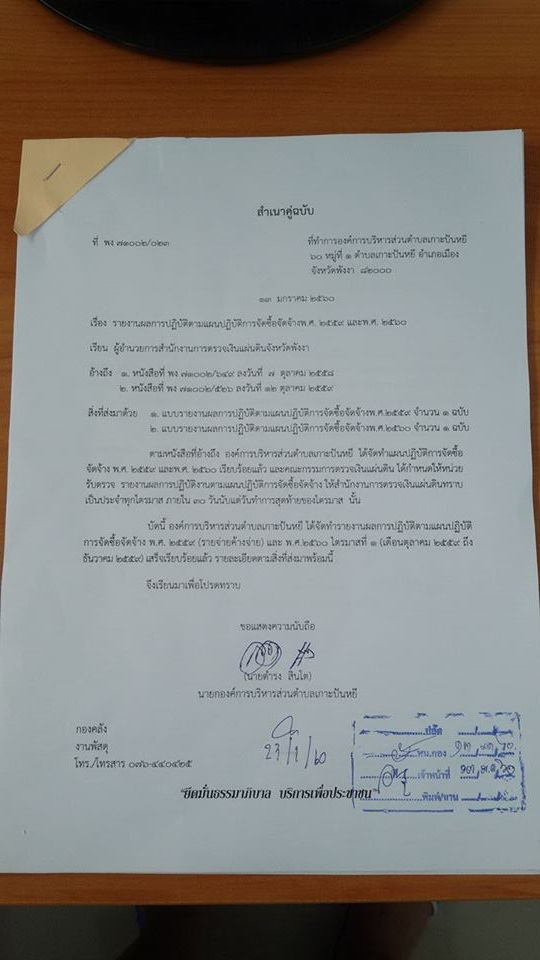 สำเนาคู่ฉบับ
ที่ พง ๗๑๐๐๒/๐๒๓
ที่ทำการองค์การบริหารส่วนตำบลเกาะปันหยี
๖๐ หมู่ที่ ๑ ตำบลเกาะปันหยี อำเภอเมือง
จังหวัดพังงา ๘๒๐๐๐
๑๓ มกราคม ๒๕๖๐
เรื่อง รายงานผลการปฏิบัติตามแผนปฏิบัติการจัดซื้อจัดจ้างพ.ศ. ๒๕๕๙ และพ.ศ. ๒๕๖๐
เรียน ผู้อำนวยการสำนักงานการตรวจเงินแผ่นดินจังหวัดพังงา
อ้างถึง ๑. หนังสือที่ พง ๗๑๐๐๒/๖๔๙ ลงวันที่ ๗ ตุลาคม ๒๕๕๘
๒. หนังสือที่ พง ๗๑๐๐๒/๕๒๖ ลงวันที่ ๑๒ ตุลาคม ๒๕๕๙
สิ่งที่ส่งมาด้วย ๑. แบบรายงานผลการปฏิบัติตามแผนปฏิบัติการจัดซื้อจัดจ้างพ.ศ.๒๕๕๙ จำนวน ๑ ฉบับ
๒. แบบรายงานผลการปฏิบัติตามแผนปฏิบัติการจัดซื้อจัดจ้างพ.ศ.๒๕๖๐ จำนวน ๑ ฉบับ
ตามหนังสือที่อ้างถึง องค์การบริหารส่วนตำบลเกาะปันหยี ได้จัดทำแผนปฏิบัติการจัดซื้อ
จัดจ้าง พ.ศ. ๒๕๕๙ และพ.ศ. ๒๕๖๐ เรียบร้อยแล้ว และคณะกรรมการตรวจเงินแผ่นดิน ได้กำหนดให้หน่วย
รับตรวจ รายงานผลการปฏิบัติงานตามแผนปฏิบัติการจัดซื้อจัดจ้าง ให้สำนักงานการตรวจเงินแผ่นดินทราบ
เป็นประจำทุกไตรมาส ภายใน ๓๐ วันนับแต่วันทำการสุดท้ายของไตรมาส นั้น
บัดนี้ องค์การบริหารส่วนตำบลเกาะปันหยี ได้จัดทำรายงานผลการปฏิบัติตามแผนปฏิบัติ
การจัดซื้อจัดจ้าง พ.ศ. ๒๕๕๙ (รายจ่ายค้างจ่าย) และ พ.ศ.๒๕๖๐ ไตรมาสที่ ๑ (เดือนตุลาคม ๒๕๕๙ ถึง
ธันวาคม ๒๕๕๙) เสร็จเรียบร้อยแล้ว รายละเอียดตามสิ่งที่ส่งมาพร้อมนี้
จึงเรียนมาเพื่อโปรดทราบ
ขอแสดงความนับถือ
(นายดำรง สินโต)
นายกองค์การบริหารส่วนตำบลเกาะปันหยี
กองคลัง
งานพัสดุ
โทร./โทรสาร ๐๗๖-๔๔๐๔๒๕
ปลัด
หน.กอง
เจ้าหน้าที่
พิมพ์/ทาน
"ยึดมั่นธรรมาภิบาล บริการเพื่อประชาชน"